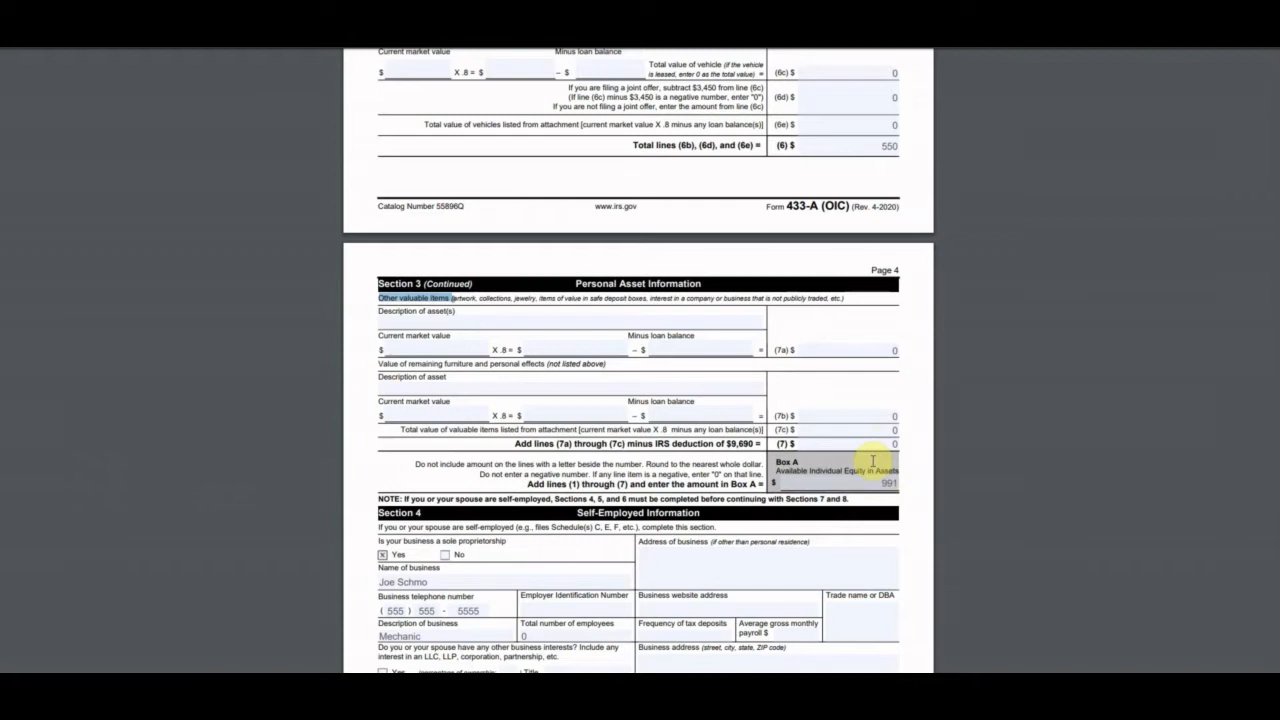 Current market value Minus loan balance
$ X .8 = $ – $ Total value of vehicle (if the vehicle is leased, enter 0 as the total value) = (6c) $ 0
If you are filing a joint offer, subtract $3,450 from line (6c)
(If line (6c) minus $3,450 is a negative number, enter "0") (6d) $ 0
If you are not filing a joint offer, enter the amount from line (6c)
Total value of vehicles listed from attachment [current market value X .8 minus any loan balance(s)] (6e) $ 0
Total lines (6b), (6d), and (6e) = (6) $ 550
Catalog Number 55896Q www.irs.gov Form 433-A (OIC) (Rev. 4-2020)
Page 4
Section 3 (Continued) Personal Asset Information
Other valuable items (artwork, collections, jewelry, items of value in safe deposit boxes, interest in a company or business that is not publicly traded, etc.)
Description of asset(s)
Current market value Minus loan balance
$ X .8 = $ – $ = (7a) $ 0
Value of remaining furniture and personal effects (not listed above)
Description of asset
Current market value Minus loan balance
$ X .8 = $ – $ = (7b) $ 0
Total value of valuable items listed from attachment [current market value X .8 minus any loan balance(s)] (7c) $ 0
Add lines (7a) through (7c) minus IRS deduction of $9,690 = (7) $ 0
Do not include amount on the lines with a letter beside the number. Round to the nearest whole dollar.
Do not enter a negative number. If any line item is a negative, enter "0" on that line.
Add lines (1) through (7) and enter the amount in Box A =
Box A
Available Individual Equity in Assets
$ 991
NOTE: If you or your spouse are self-employed, Sections 4, 5, and 6 must be completed before continuing with Sections 7 and 8.
Section 4 Self-Employed Information
If you or your spouse are self-employed (e.g., files Schedule(s) C, E, F, etc.), complete this section.
Is your business a sole proprietorship
X Yes No
Address of business (if other than personal residence)
Name of business
Joe Schmo
Business telephone number
( 555 ) 555 - 5555
Employer Identification Number
Business website address
Trade name or DBA
Description of business
Mechanic
Total number of employees
0
Frequency of tax deposits
Average gross monthly payroll $
Do you or your spouse have any other business interests? Include any
interest in an LLC, LLP, corporation, partnership, etc.
Business address (street, city, state, ZIP code)
Yes (percentage of ownership: ) Title